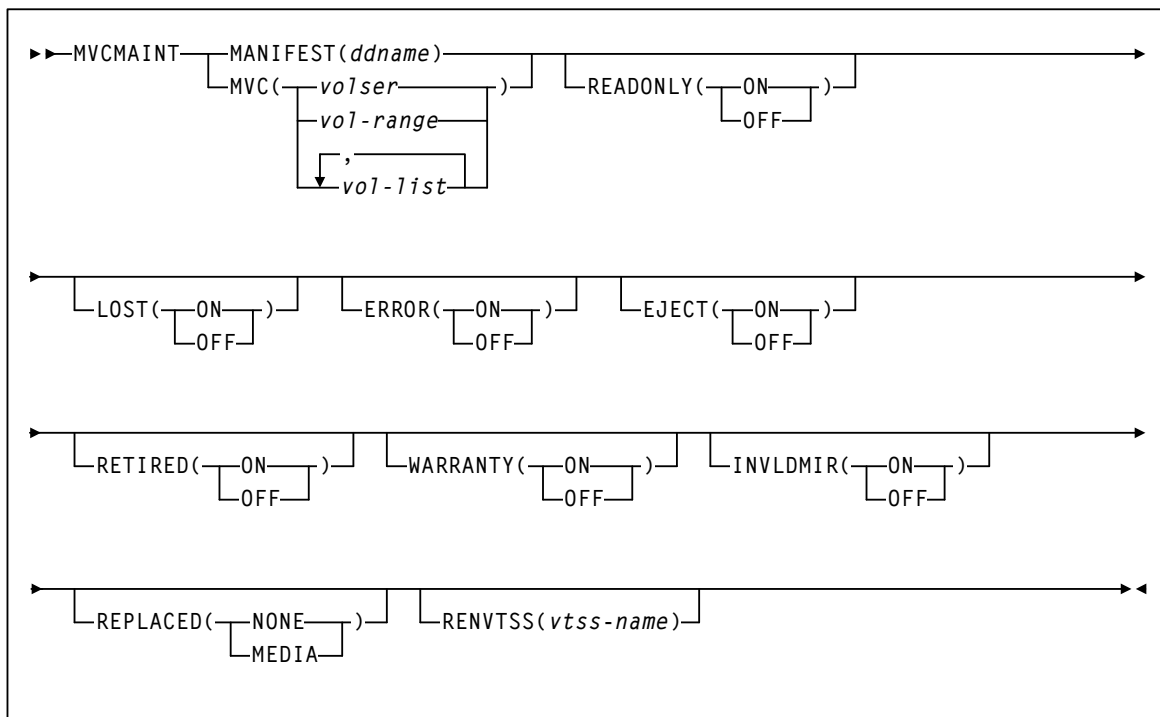 MVCMAINT MANIFEST(ddname) READONLY( ON )
MVC( volser ) OFF
vol-range
,
vol-list
LOST( ON ) ERROR( ON ) EJECT( ON )
OFF OFF OFF
RETIRED( ON ) WARRANTY( ON ) INVLDMIR( ON )
OFF OFF OFF
REPLACED( NONE ) RENVTSS(vtss-name)
MEDIA